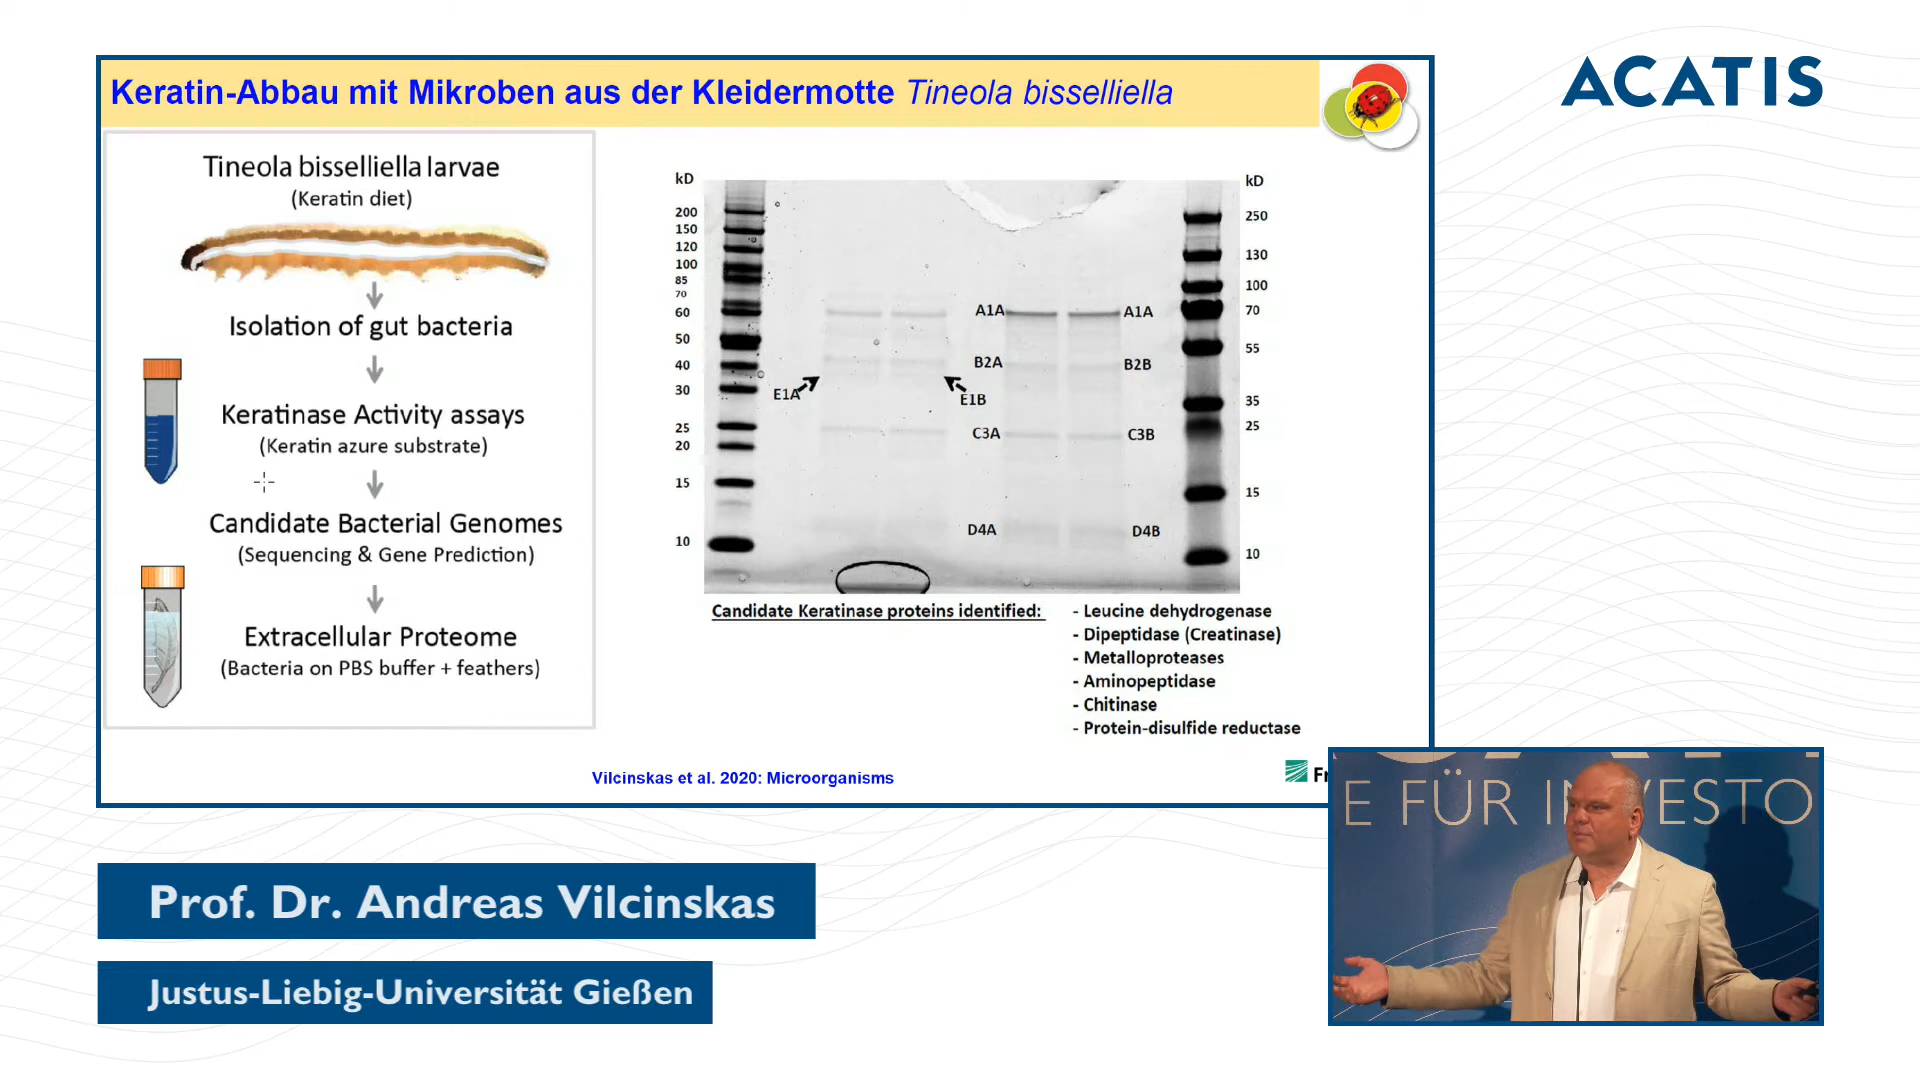 ACATIS
Keratin-Abbau mit Mikroben aus der Kleidermotte Tineola bisselliella
Tineola bisselliella larvae
(Keratin diet)
Isolation of gut bacteria
Keratinase Activity assays
(Keratin azure substrate)
Candidate Bacterial Genomes
(Sequencing & Gene Prediction)
Extracellular Proteome
(Bacteria on PBS buffer + feathers)
kD
200
150
120
100
85
70
60
50
40
30
25
20
15
10
E1A
E1B
A1A
A1A
B2A
B2B
C3A
C3B
D4A
D4B
kD
250
130
100
70
55
35
25
15
10
Candidate Keratinase proteins identified:
- Leucine dehydrogenase
- Dipeptidase (Creatinase)
- Metalloproteases
- Aminopeptidase
- Chitinase
- Protein-disulfide reductase
Vilcinskas et al. 2020: Microorganisms
E FÜR INVESTO
Prof. Dr. Andreas Vilcinskas
Justus-Liebig-Universität Gießen